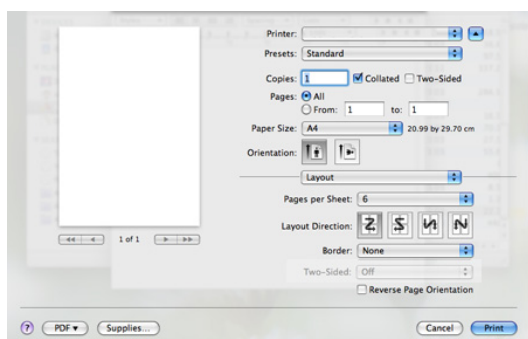 Printer:
Presets: Standard
Copies: 1 Collated Two-Sided
Pages: All
From: 1 to: 1
Paper Size: A4 20.99 by 29.70 cm
Orientation:
Layout
Pages per Sheet: 6
Layout Direction:
1 of 1
Border: None
Two-Sided: Off
Reverse Page Orientation
? PDF▾ Supplies... Cancel Print